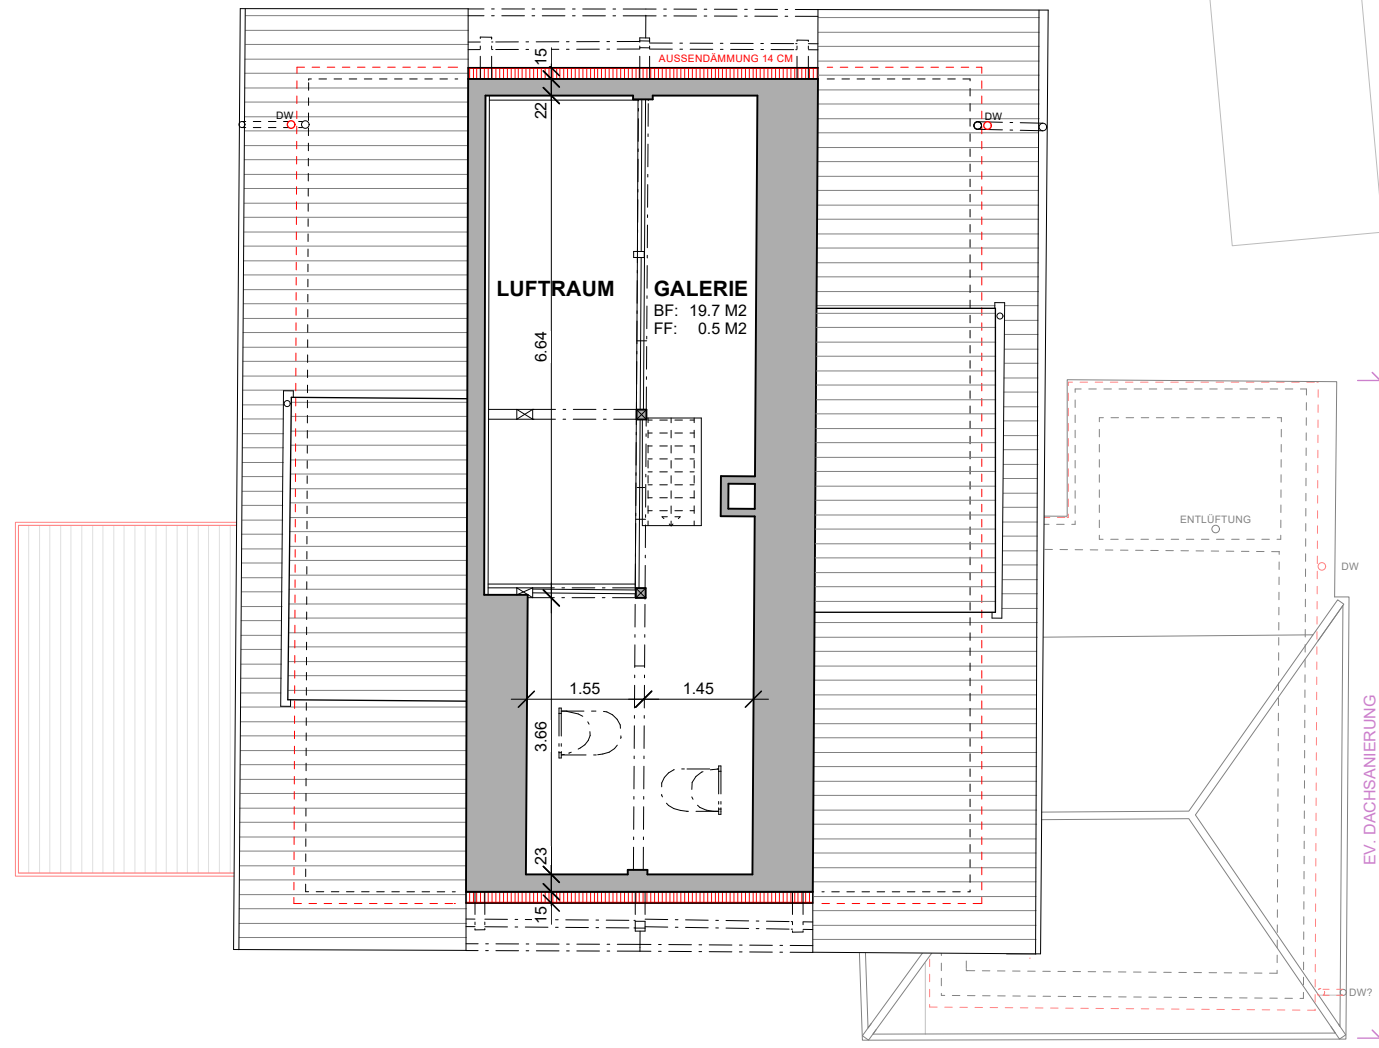 15
AUSSENDÄMMUNG 14 CM
22
DW
DW
LUFTRAUM
GALERIE
BF: 19.7 M2
FF: 0.5 M2
6.64
ENTLÜFTUNG
DW
1.55
1.45
3.66
EV. DACHSANIERUNG
23
15
DW?